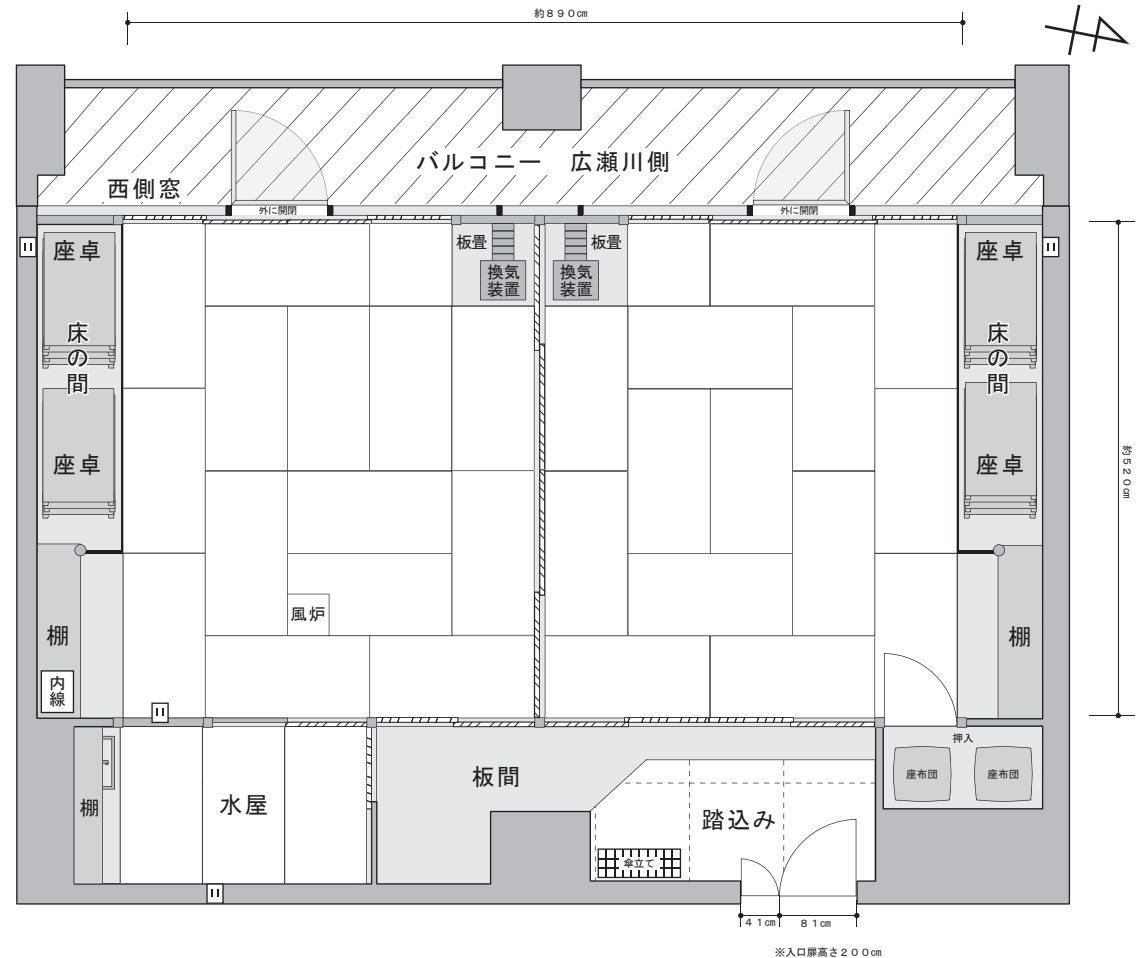 約８９０㎝
バルコニー　広瀬川側
西側窓
外に開閉
外に開閉
座卓
板畳
板畳
座卓
換気
装置
換気
装置
床の間
床の間
座卓
座卓
約５２０㎝
風炉
棚
棚
内線
押入
座布団
座布団
板間
棚
水屋
踏込み
傘立て
４１㎝
８１㎝
※入口扉高さ２００㎝